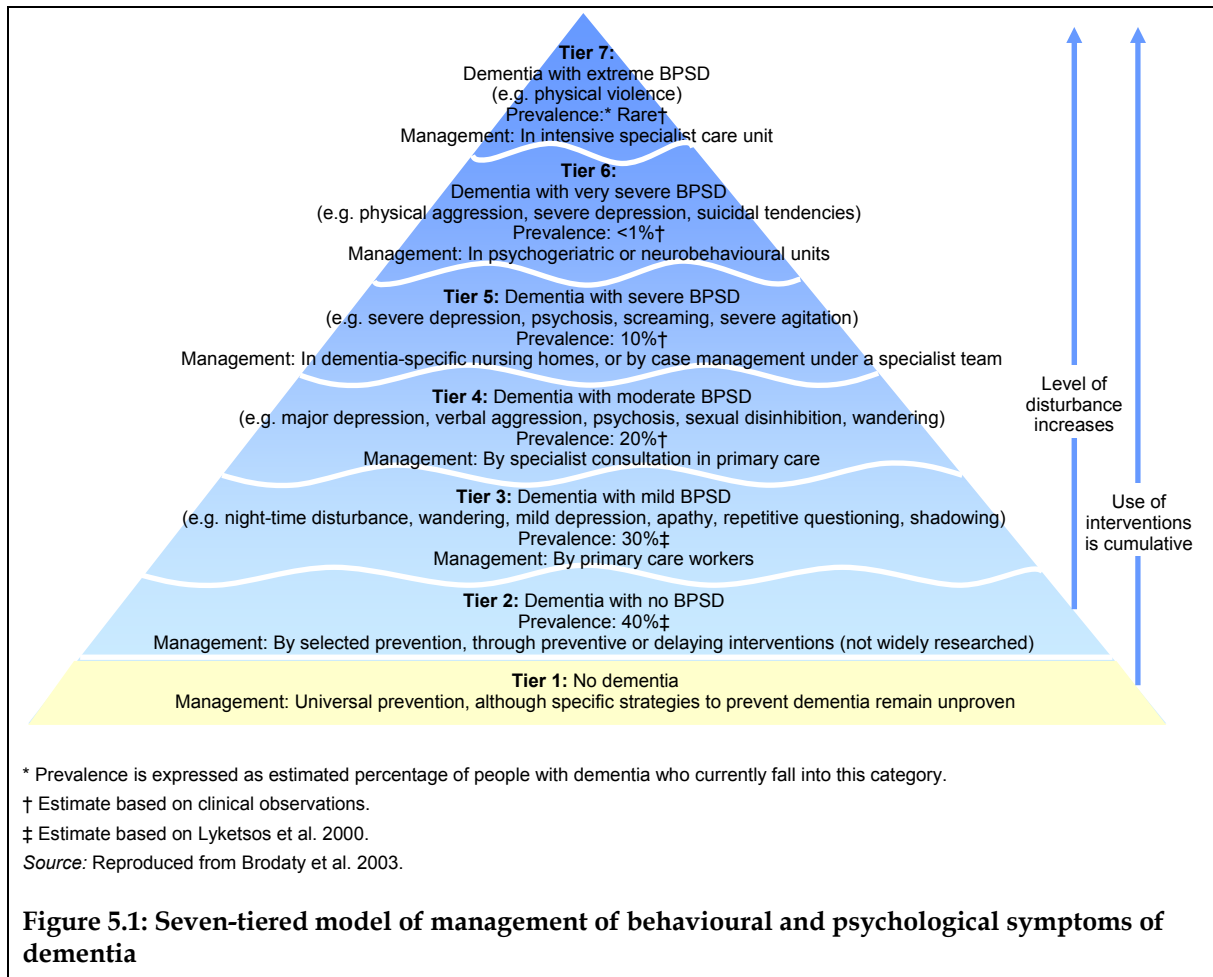 Tier 7:
Dementia with extreme BPSD
(e.g. physical violence)
Prevalence:* Rare†
Management: In intensive specialist care unit
Tier 6:
Dementia with very severe BPSD
(e.g. physical aggression, severe depression, suicidal tendencies)
Prevalence: <1%†
Management: In psychogeriatric or neurobehavioural units
Tier 5: Dementia with severe BPSD
(e.g. severe depression, psychosis, screaming, severe agitation)
Prevalence: 10%†
Management: In dementia-specific nursing homes, or by case management under a specialist team
Tier 4: Dementia with moderate BPSD
(e.g. major depression, verbal aggression, psychosis, sexual disinhibition, wandering)
Prevalence: 20%†
Management: By specialist consultation in primary care
Tier 3: Dementia with mild BPSD
(e.g. night-time disturbance, wandering, mild depression, apathy, repetitive questioning, shadowing)
Prevalence: 30%‡
Management: By primary care workers
Tier 2: Dementia with no BPSD
Prevalence: 40%‡
Management: By selected prevention, through preventive or delaying interventions (not widely researched)
Tier 1: No dementia
Management: Universal prevention, although specific strategies to prevent dementia remain unproven
Level of
disturbance
increases
Use of
interventions
is cumulative
* Prevalence is expressed as estimated percentage of people with dementia who currently fall into this category.
† Estimate based on clinical observations.
‡ Estimate based on Lyketsos et al. 2000.
Source: Reproduced from Brodaty et al. 2003.
Figure 5.1: Seven-tiered model of management of behavioural and psychological symptoms of
dementia